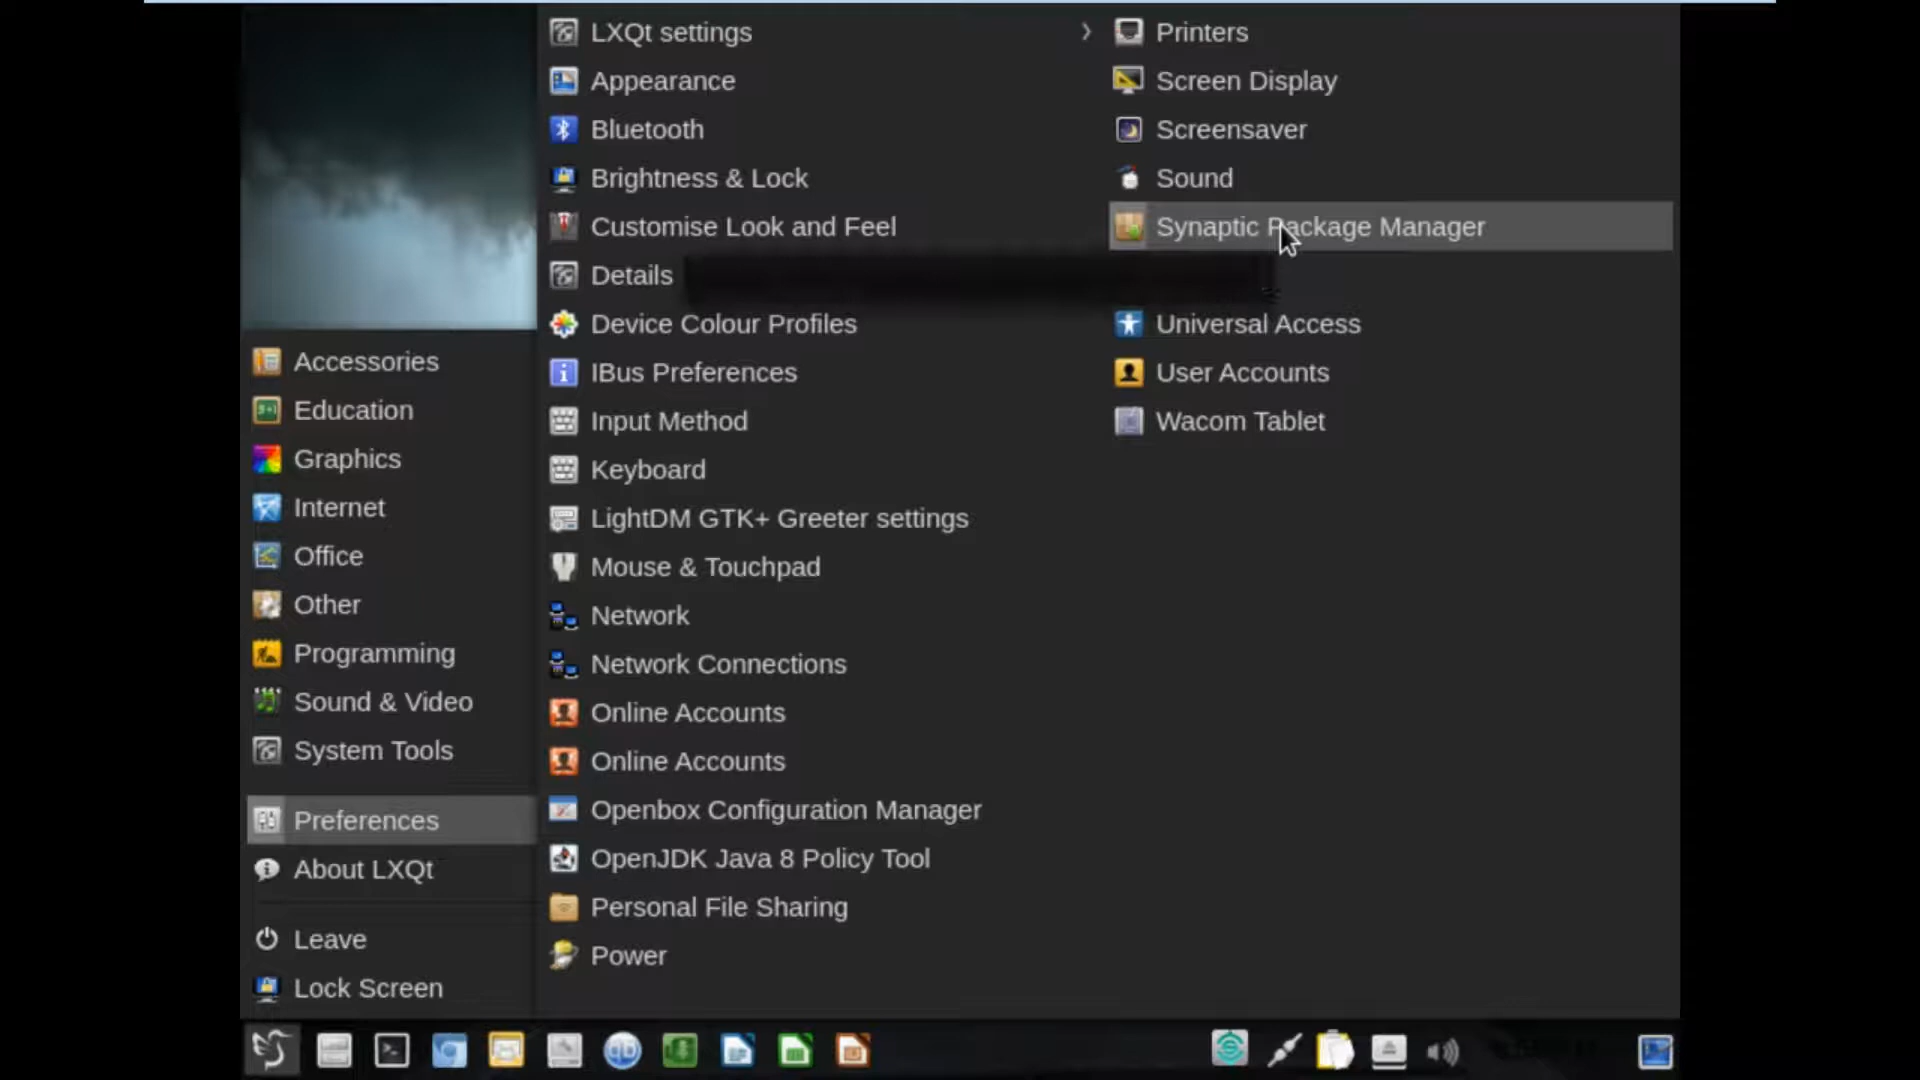 LXQt settings
Appearance
Bluetooth
Brightness & Lock
Customise Look and Feel
Details
Device Colour Profiles
IBus Preferences
Input Method
Keyboard
LightDM GTK+ Greeter settings
Mouse & Touchpad
Network
Network Connections
Online Accounts
Online Accounts
Openbox Configuration Manager
OpenJDK Java 8 Policy Tool
Personal File Sharing
Power
Printers
Screen Display
Screensaver
Sound
Synaptic Package Manager
Universal Access
User Accounts
Wacom Tablet
Accessories
Education
Graphics
Internet
Office
Other
Programming
Sound & Video
System Tools
Preferences
About LXQt
Leave
Lock Screen